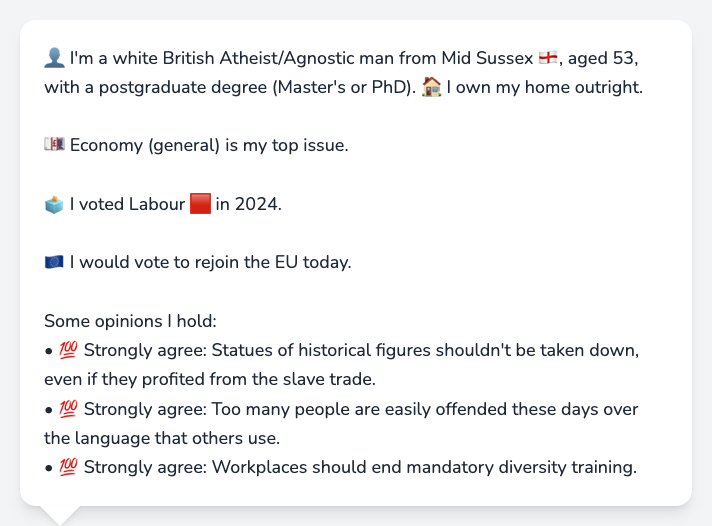 👤 I'm a white British Atheist/Agnostic man from Mid Sussex 🏴󠁧󠁢󠁥󠁮󠁧󠁿, aged 53,
with a postgraduate degree (Master's or PhD). 🏠 I own my home outright.
💷 Economy (general) is my top issue.
🗳️ I voted Labour 🟥 in 2024.
🇪🇺 I would vote to rejoin the EU today.
Some opinions I hold:
• 💯 Strongly agree: Statues of historical figures shouldn't be taken down,
even if they profited from the slave trade.
• 💯 Strongly agree: Too many people are easily offended these days over
the language that others use.
• 💯 Strongly agree: Workplaces should end mandatory diversity training.